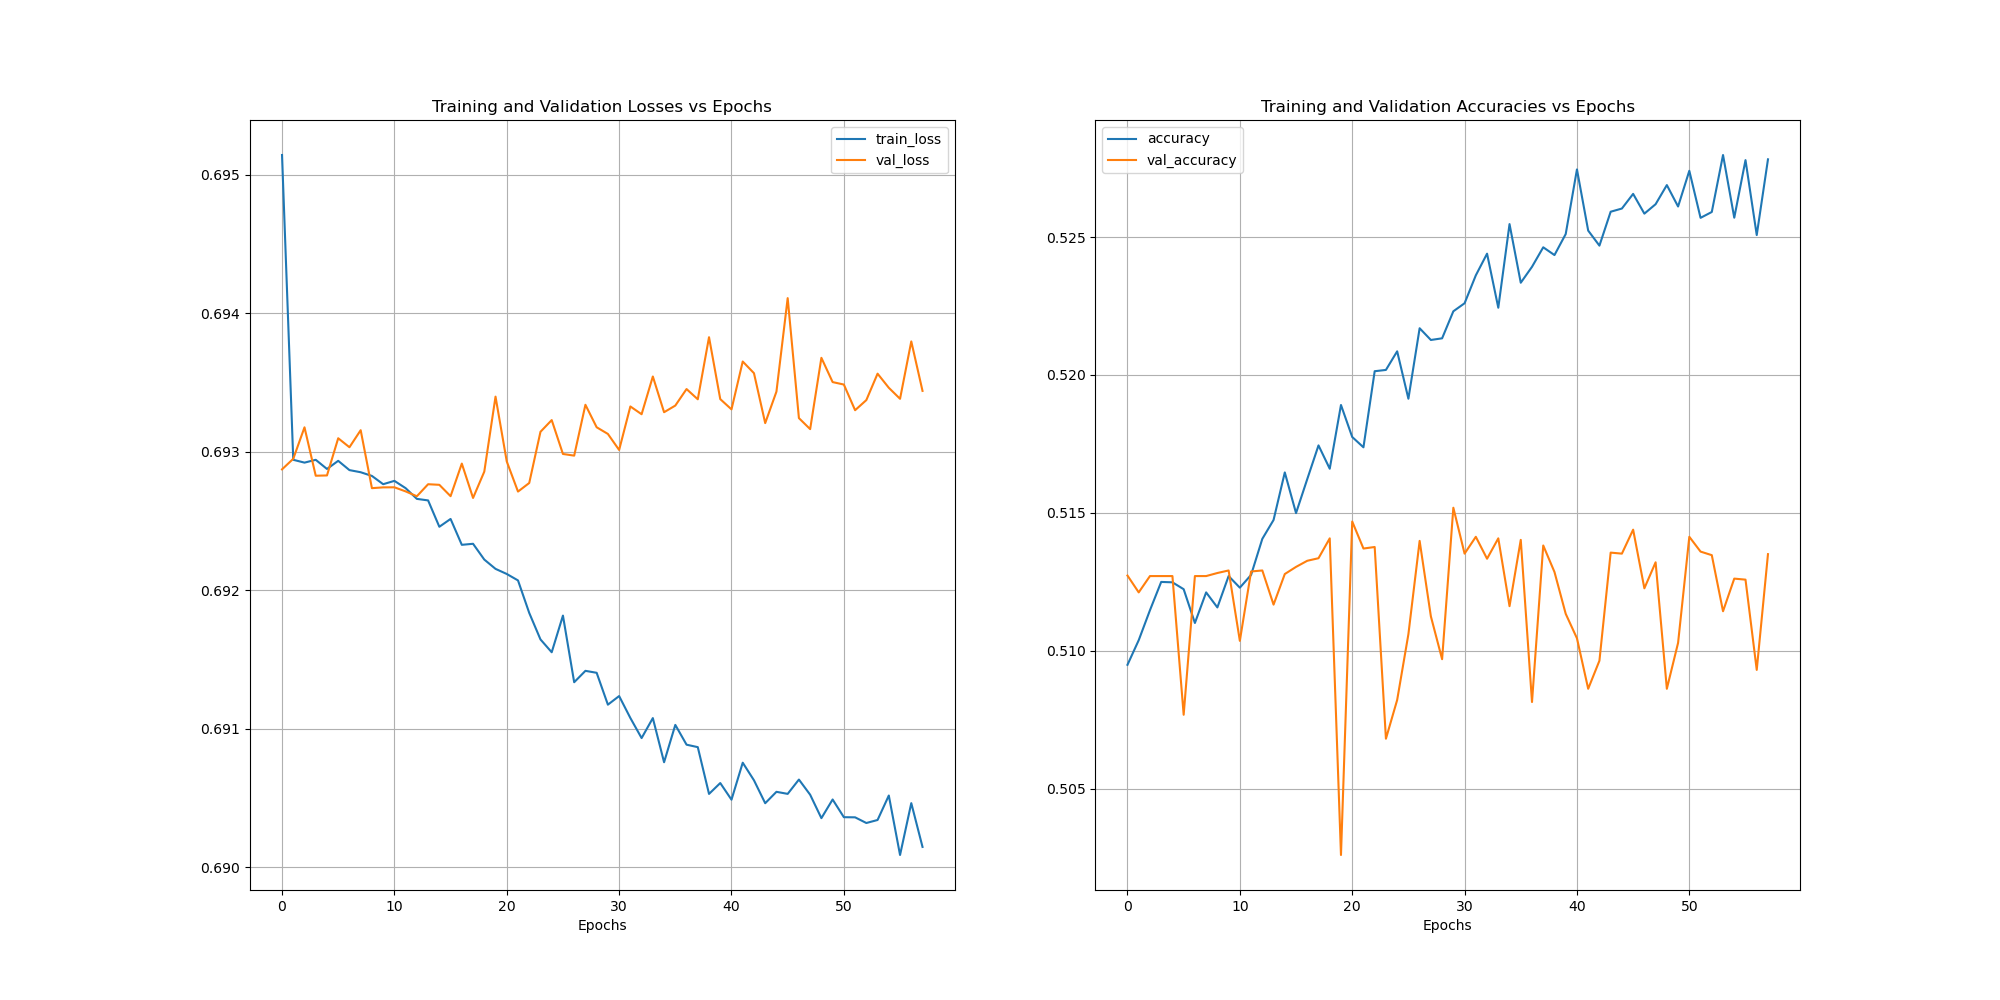 Training and Validation Losses vs Epochs
train_loss
val_loss
0.695
0.694
0.693
0.692
0.691
0.690
0 10 20 30 40 50
Epochs
Training and Validation Accuracies vs Epochs
accuracy
val_accuracy
0.525
0.520
0.515
0.510
0.505
0 10 20 30 40 50
Epochs